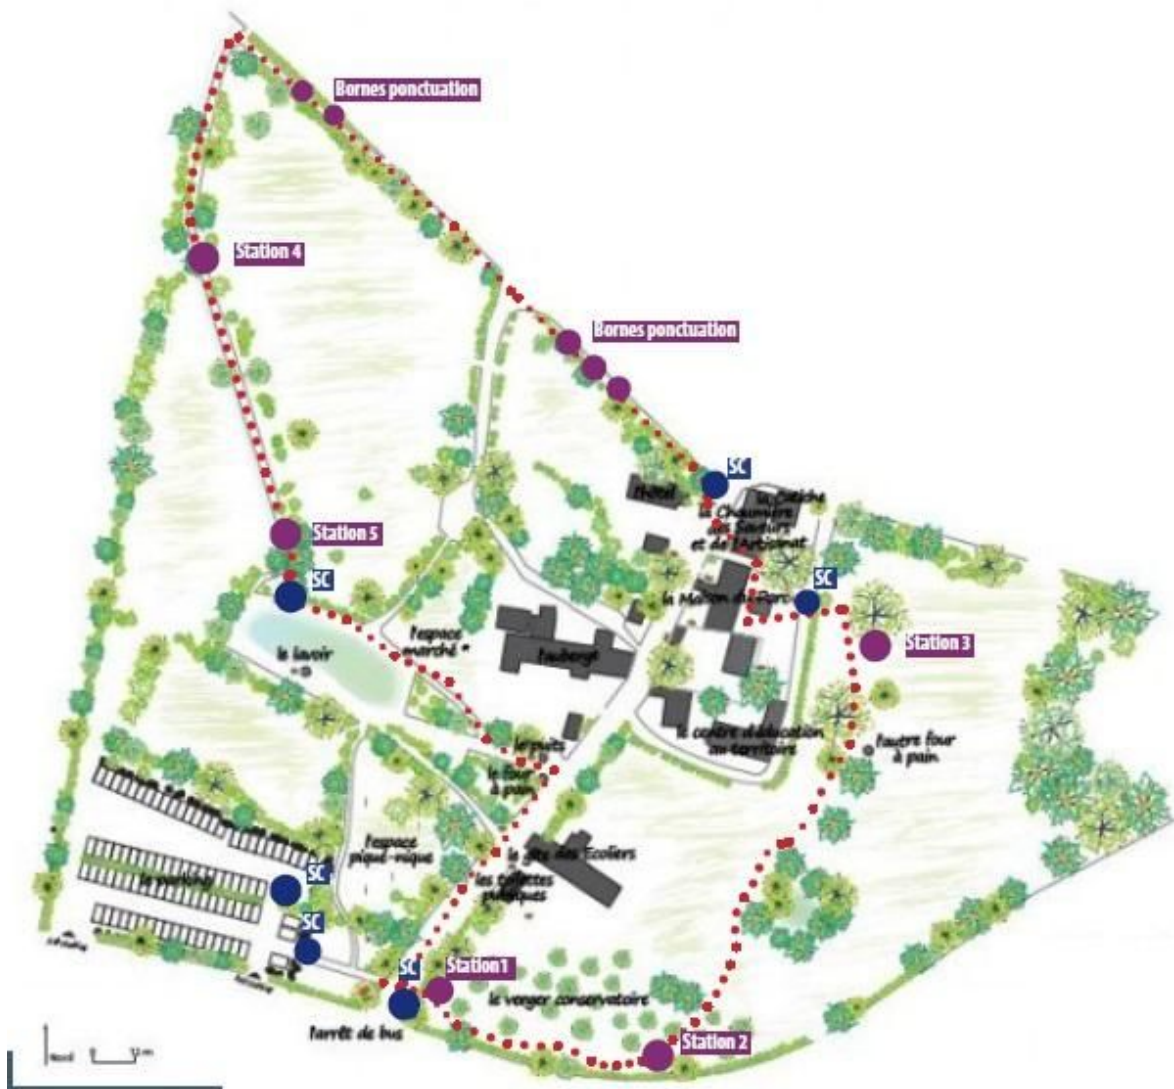 Bornes ponctuation
Station 4
Bornes ponctuation
SC
l'hôtel
la Crèche
la Chaumière
des Saveurs
et de l'Artisanat
Station 5
SC
SC
la Maison du Parc
l'espace
marché *
l'auberge
Station 3
le lavoir
le centre d'éducation
au territoire
l'autre four
à pain
le puits
le four
à pain
l'espace
pique-nique
le gîte des Écoliers
les toilettes
publiques
le parking
SC
SC
SC
Station 1
le verger conservatoire
l'arrêt de bus
Station 2
Nord
0